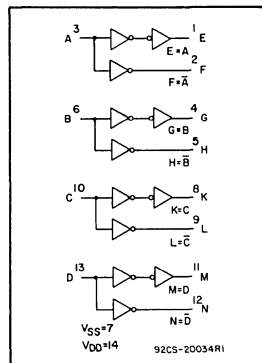 A 3 1 E
E = A
2 F
F = A̅
B 6 4 G
G = B
5 H
H = B̅
C 10 8 K
K = C
9 L
L = C̅
D 13 11 M
M = D
12 N
N = D̅
VSS = 7
VDD = 14
92CS-20034R1